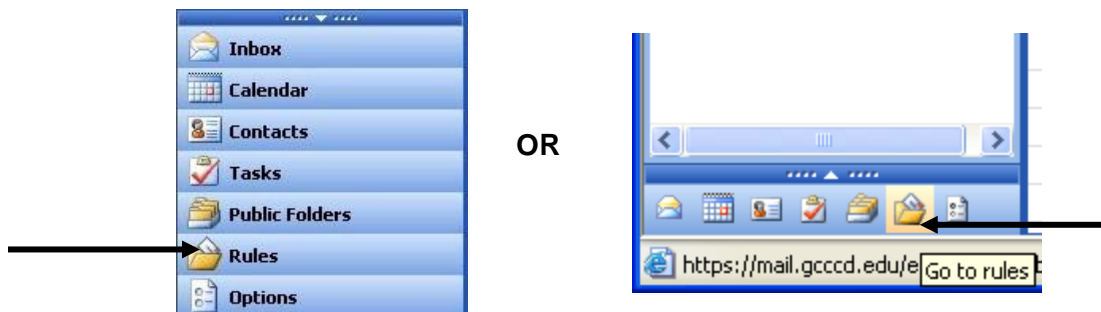 Inbox
Calendar
Contacts
Tasks
Public Folders
Rules
Options
OR
https://mail.gcccd.edu/e
Go to rules